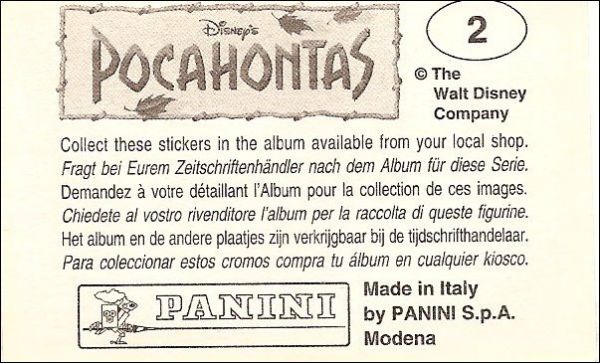 Disney's
POCAHONTAS
2
© The
Walt Disney
Company
Collect these stickers in the album available from your local shop.
Fragt bei Eurem Zeitschriftenhändler nach dem Album für diese Serie.
Demandez à votre détaillant l'Album pour la collection de ces images.
Chiedete al vostro rivenditore l'album per la raccolta di queste figurine.
Het album en de andere plaatjes zijn verkrijgbaar bij de tijdschrifthandelaar.
Para coleccionar estos cromos compra tu álbum en cualquier kiosco.
PANINI
Made in Italy
by PANINI S.p.A.
Modena